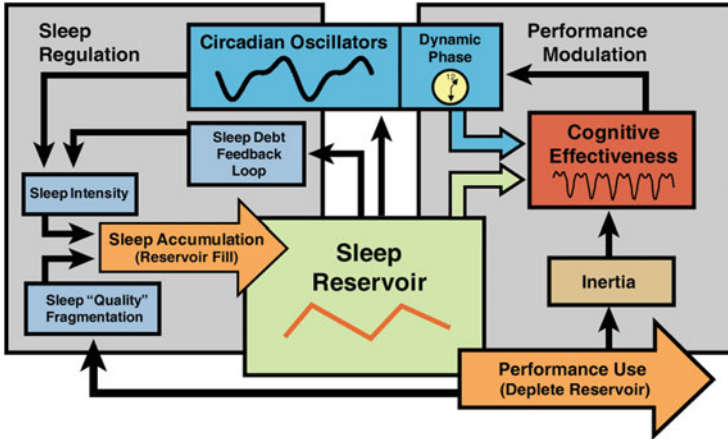 Sleep
Regulation
Circadian Oscillators
Dynamic
Phase
12
Performance
Modulation
Sleep Debt
Feedback
Loop
Cognitive
Effectiveness
Sleep Intensity
Sleep Accumulation
(Reservoir Fill)
Sleep
Reservoir
Inertia
Sleep “Quality”
Fragmentation
Performance Use
(Deplete Reservoir)